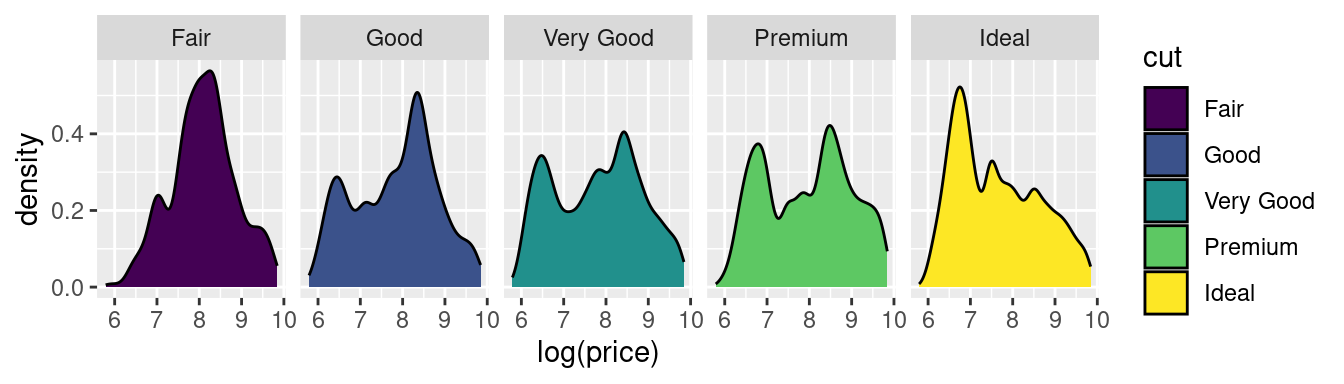 Fair Good Very Good Premium Ideal
density
0.4
0.2
0.0
6 7 8 9 10 6 7 8 9 10 6 7 8 9 10 6 7 8 9 10 6 7 8 9 10
log(price)
cut
Fair
Good
Very Good
Premium
Ideal